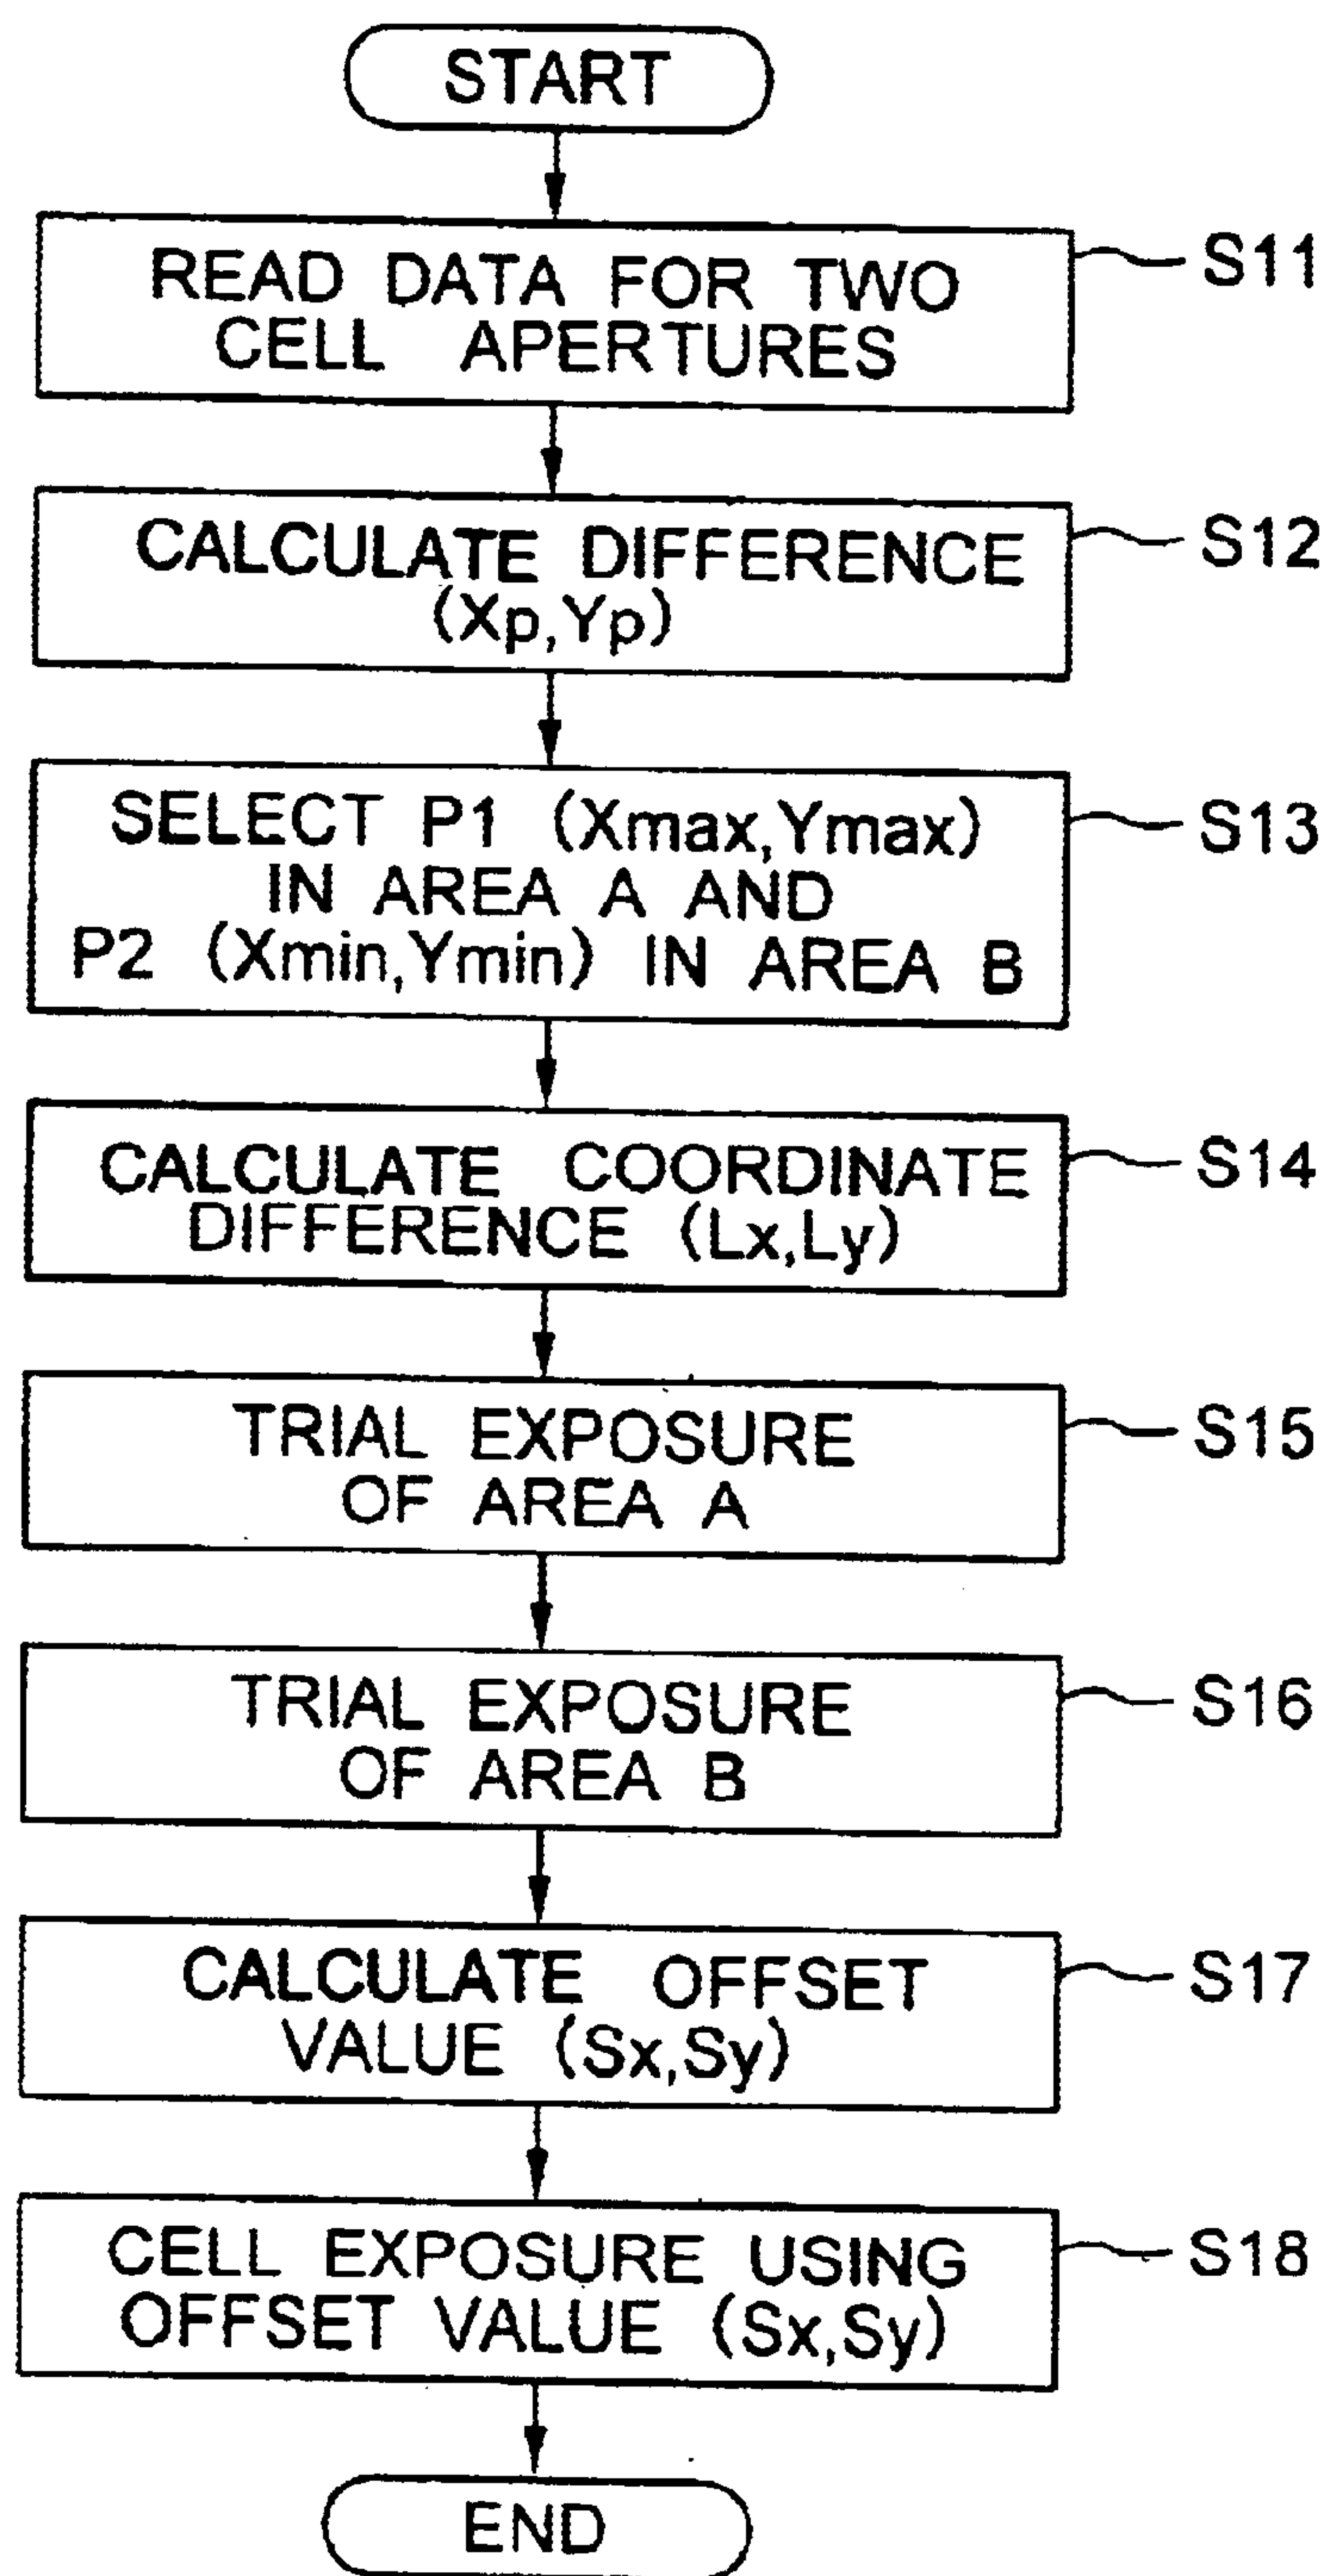 START
READ DATA FOR TWO
CELL APERTURES
S11
CALCULATE DIFFERENCE
(Xp,Yp)
S12
SELECT P1 (Xmax,Ymax)
IN AREA A AND
P2 (Xmin,Ymin) IN AREA B
S13
CALCULATE COORDINATE
DIFFERENCE (Lx,Ly)
S14
TRIAL EXPOSURE
OF AREA A
S15
TRIAL EXPOSURE
OF AREA B
S16
CALCULATE OFFSET
VALUE (Sx,Sy)
S17
CELL EXPOSURE USING
OFFSET VALUE (Sx,Sy)
S18
END